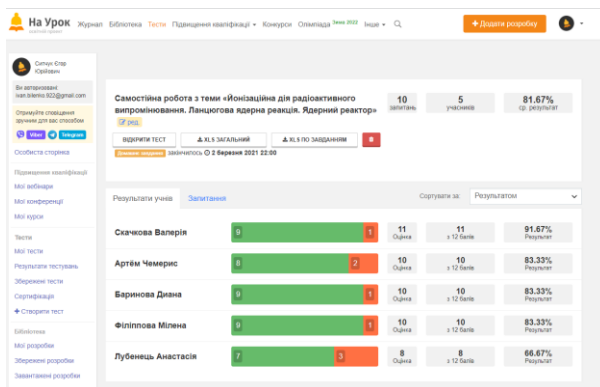 На Урок
Журнал Бібліотека Тести Підвищення кваліфікації Конкурси Олімпіада Зима 2022 Інше
+ Додати розробку
Ситчук Єгор
Юрійович
Ви авторизовані
ivan.bilenko.922@gmail.com
Отримуйте сповіщення
зручним для вас способом
Viber Telegram
Особиста сторінка
Підвищення кваліфікації
Мої вебінари
Мої конференції
Мої курси
Тести
Мої тести
Результати тестувань
Збережені тести
Сертифікація
+ Створити тест
Бібліотека
Мої розробки
Збережені розробки
Завантажені розробки
Самостійна робота з теми «Йонізаційна дія радіоактивного
випромінювання. Ланцюгова ядерна реакція. Ядерний реактор»
ред.
10 запитань
5 учасників
81.67% ср. результат
ВІДКРИТИ ТЕСТ XLS ЗАГАЛЬНИЙ XLS ПО ЗАВДАННЯМ
Домашнє завдання закінчилось 2 березня 2021 22:00
Результати учнів Запитання
Сортувати за: Результатом
Скачкова Валерія 9 1 11 Оцінка 11 з 12 балів 91.67% Результат
Артём Чемерис 8 2 10 Оцінка 10 з 12 балів 83.33% Результат
Баринова Диана 9 1 10 Оцінка 10 з 12 балів 83.33% Результат
Філіппова Мілена 9 1 10 Оцінка 10 з 12 балів 83.33% Результат
Лубенець Анастасія 7 3 8 Оцінка 8 з 12 балів 66.67% Результат